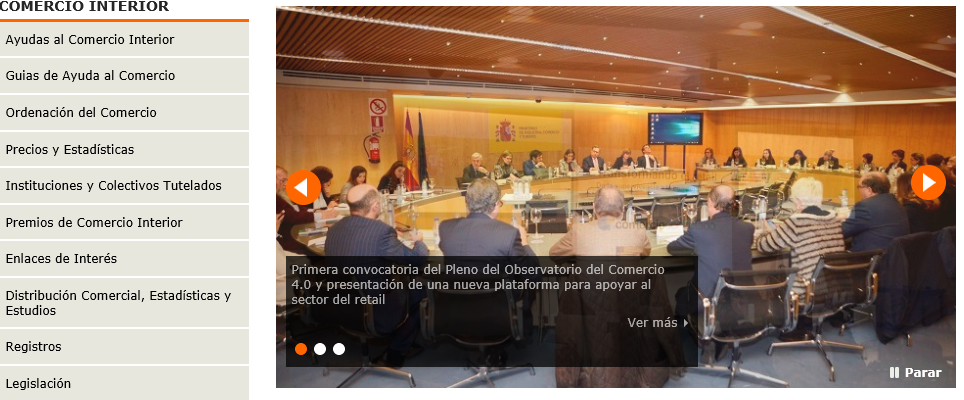 COMERCIO INTERIOR
Ayudas al Comercio Interior
Guias de Ayuda al Comercio
Ordenación del Comercio
Precios y Estadísticas
Instituciones y Colectivos Tutelados
Premios de Comercio Interior
Enlaces de Interés
Distribución Comercial, Estadísticas y
Estudios
Registros
Legislación
Primera convocatoria del Pleno del Observatorio del Comercio
4.0 y presentación de una nueva plataforma para apoyar al
sector del retail
Ver más
Parar